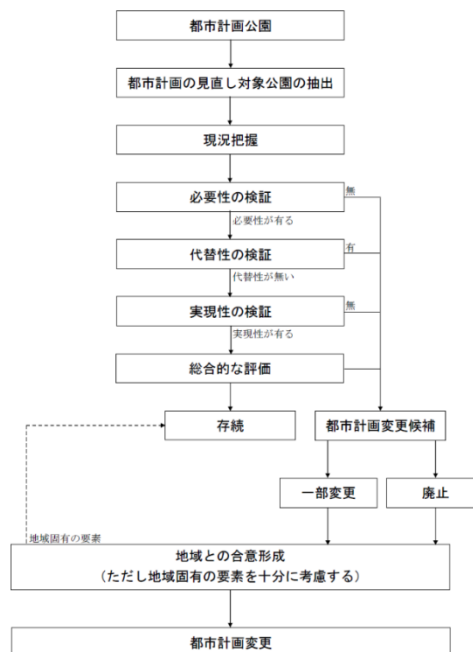 都市計画公園
都市計画の見直し対象公園の抽出
現況把握
必要性の検証
無
必要性が有る
代替性の検証
有
代替性が無い
実現性の検証
無
実現性が有る
総合的な評価
存続
都市計画変更候補
一部変更
廃止
地域固有の要素
地域との合意形成
（ただし地域固有の要素を十分に考慮する）
都市計画変更